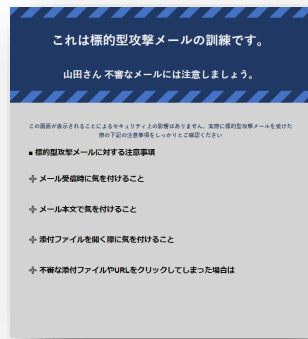 これは標的型攻撃メールの訓練です。
山田さん 不審なメールには注意しましょう。
この画面が表示されることによるセキュリティ上の影響はありません。実際に標的型攻撃メールを受けた
際の下記の注意事項をしっかりとご確認ください
■ 標的型攻撃メールに対する注意事項
メール受信時に気を付けること
メール本文で気を付けること
添付ファイルを開く際に気を付けること
不審な添付ファイルやURLをクリックしてしまった場合は